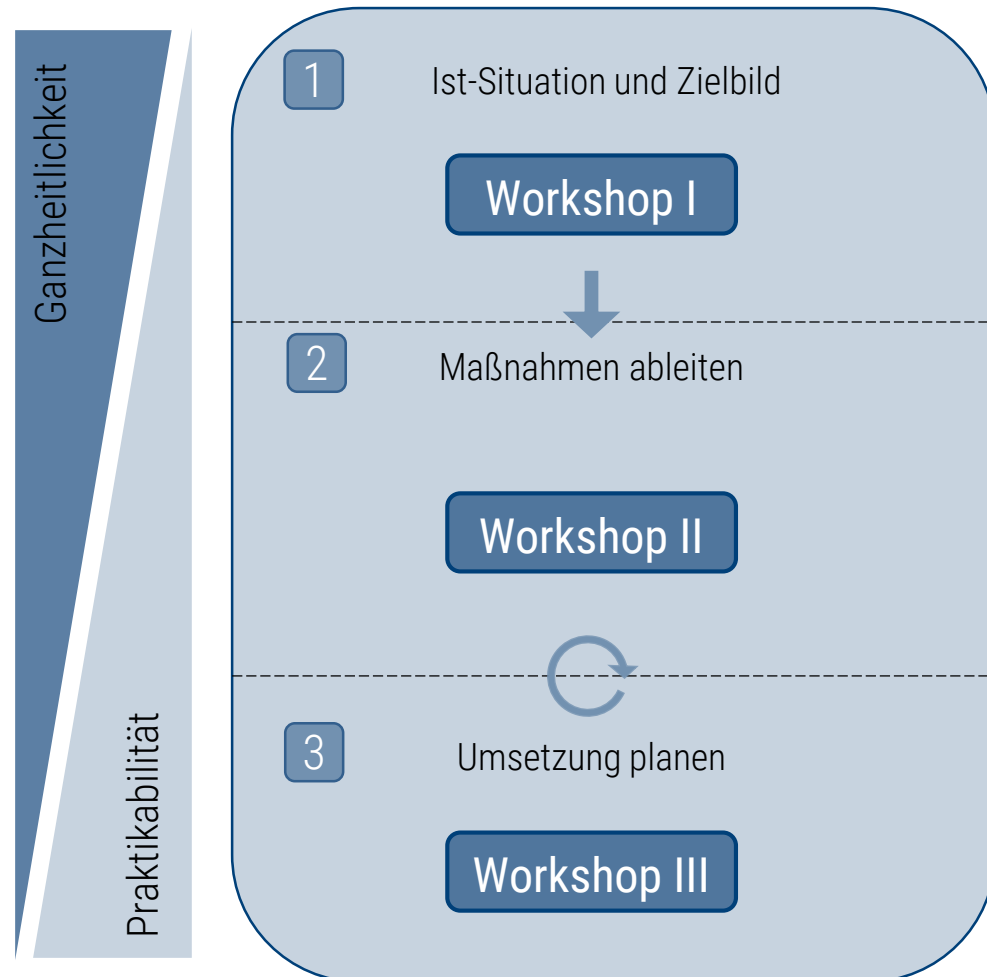 Ganzheitlichkeit
Praktikabilität
1
Ist-Situation und Zielbild
Workshop I
2
Maßnahmen ableiten
Workshop II
3
Umsetzung planen
Workshop III